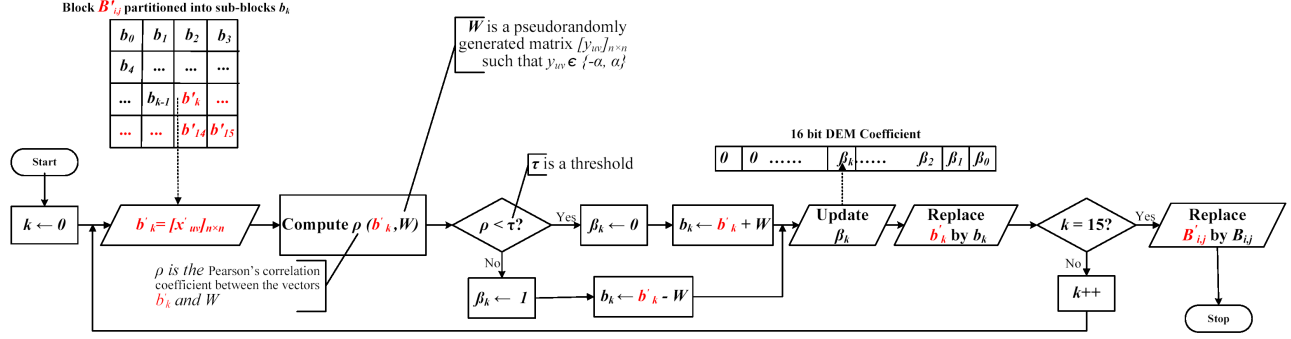 Block B'i,j partitioned into sub-blocks bk
b0 b1 b2 b3
b4 ... ... ...
... bk-1 b'k ...
... ... b'14 b'15
W is a pseudorandomly
generated matrix [yuv]n×n
such that yuv ϵ {-α, α}
16 bit DEM Coefficient
0 0 ...... βk ...... β2 β1 β0
τ is a threshold
Start
k ← 0
b'k= [x'uv]n×n
Compute ρ (b'k ,W)
ρ < τ?
Yes
βk ← 0
bk ← b'k + W
Update
βk
Replace
b'k by bk
k = 15?
Yes
Replace
B'i,j by Bi,j
ρ is the Pearson's correlation
coefficient between the vectors
b'k and W
No
βk ← 1
bk ← b'k - W
No
k++
Stop